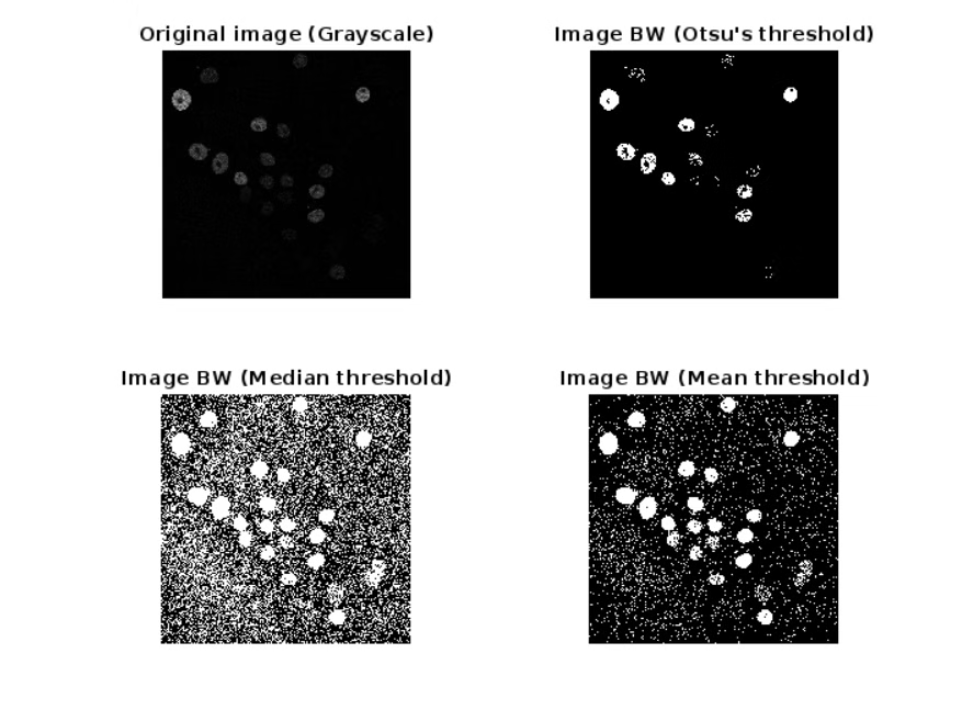 Original image (Grayscale)
Image BW (Otsu's threshold)
Image BW (Median threshold)
Image BW (Mean threshold)